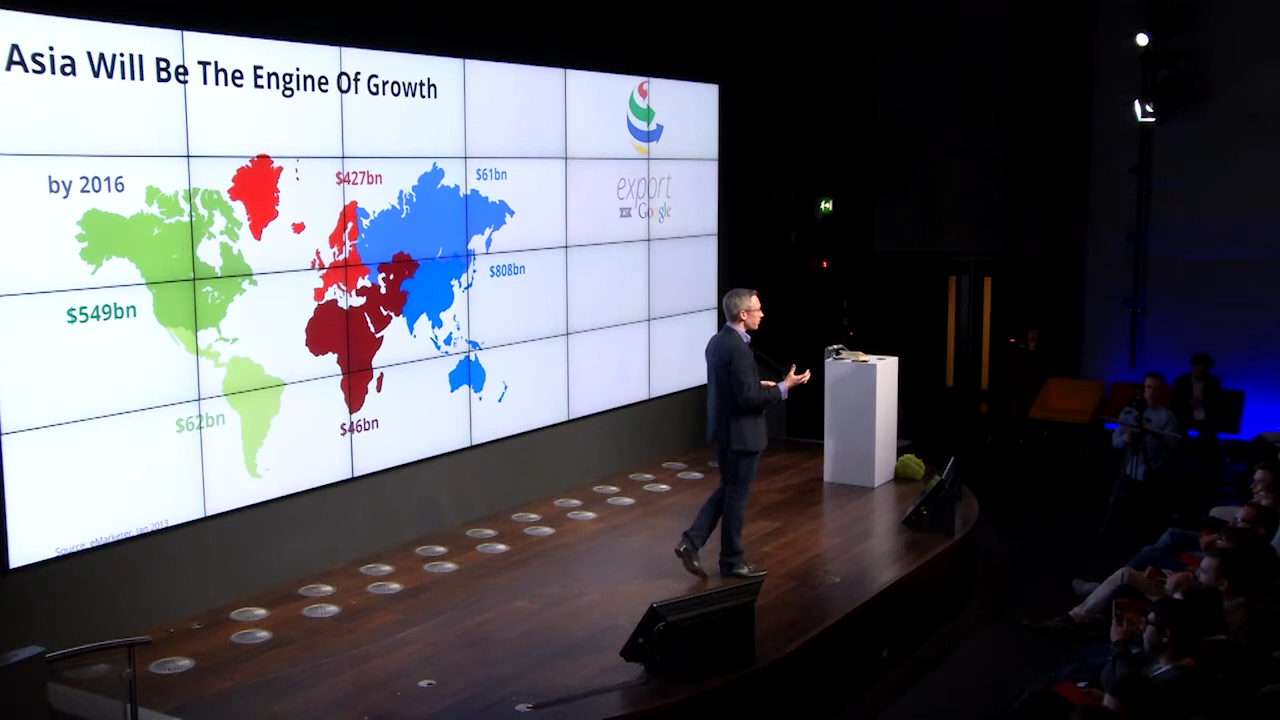 Asia Will Be The Engine Of Growth
by 2016
$427bn
$61bn
export
Google
$808bn
$549bn
$62bn
$46bn
Source: eMarketer, Jan 2013